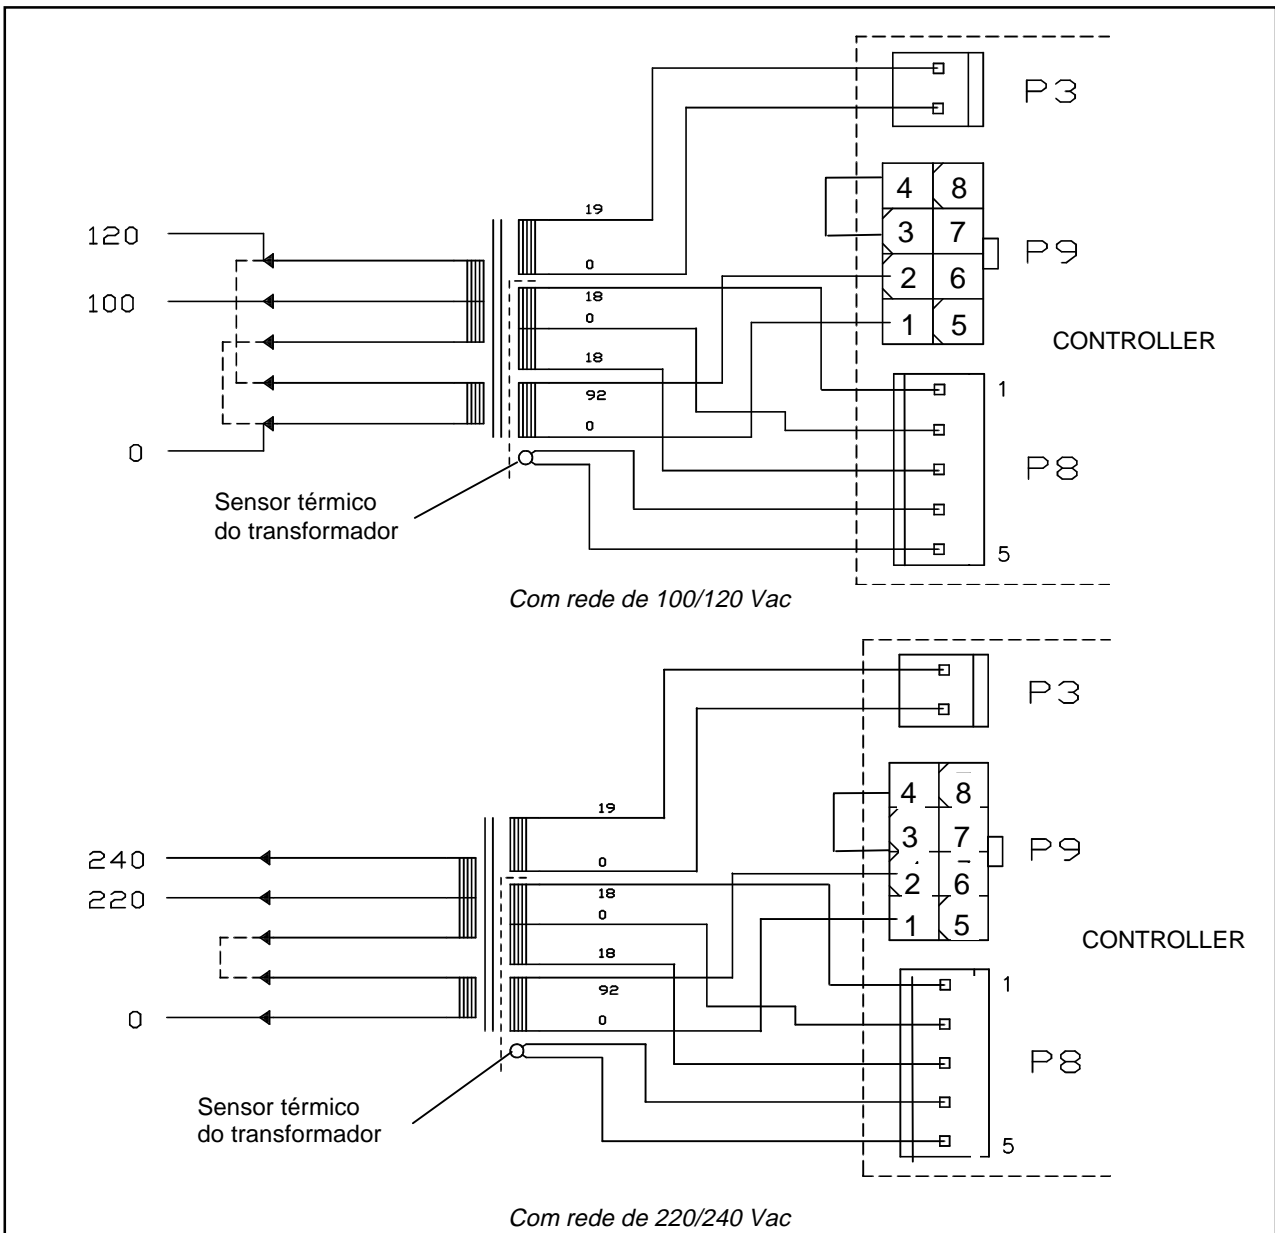 P3
19
4 8
120
3 7
P9
0
2 6
100
18
0
1 5
CONTROLLER
18
1
92
0
0
P8
Sensor térmico
do transformador
5
Com rede de 100/120 Vac
P3
4 8
19
3 7
P9
240
0
2 6
220
18
0
1 5
CONTROLLER
18
1
92
0
0
P8
Sensor térmico
do transformador
5
Com rede de 220/240 Vac